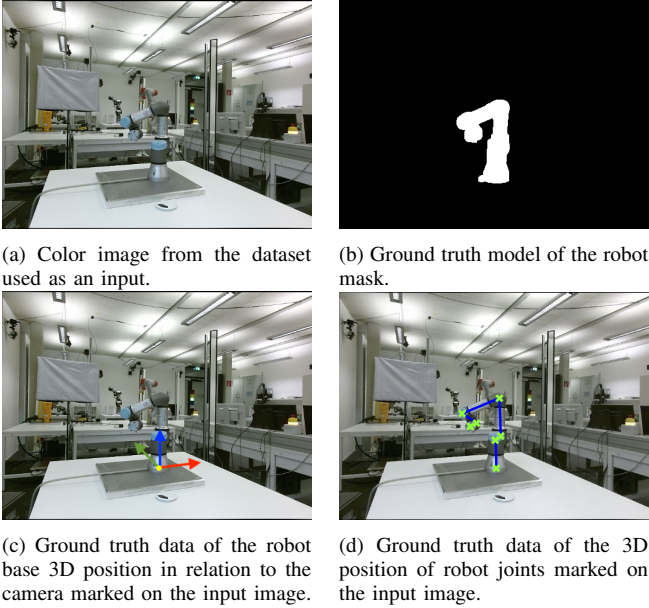 (a) Color image from the dataset
used as an input.
(b) Ground truth model of the robot
mask.
(c) Ground truth data of the robot
base 3D position in relation to the
camera marked on the input image.
(d) Ground truth data of the 3D
position of robot joints marked on
the input image.